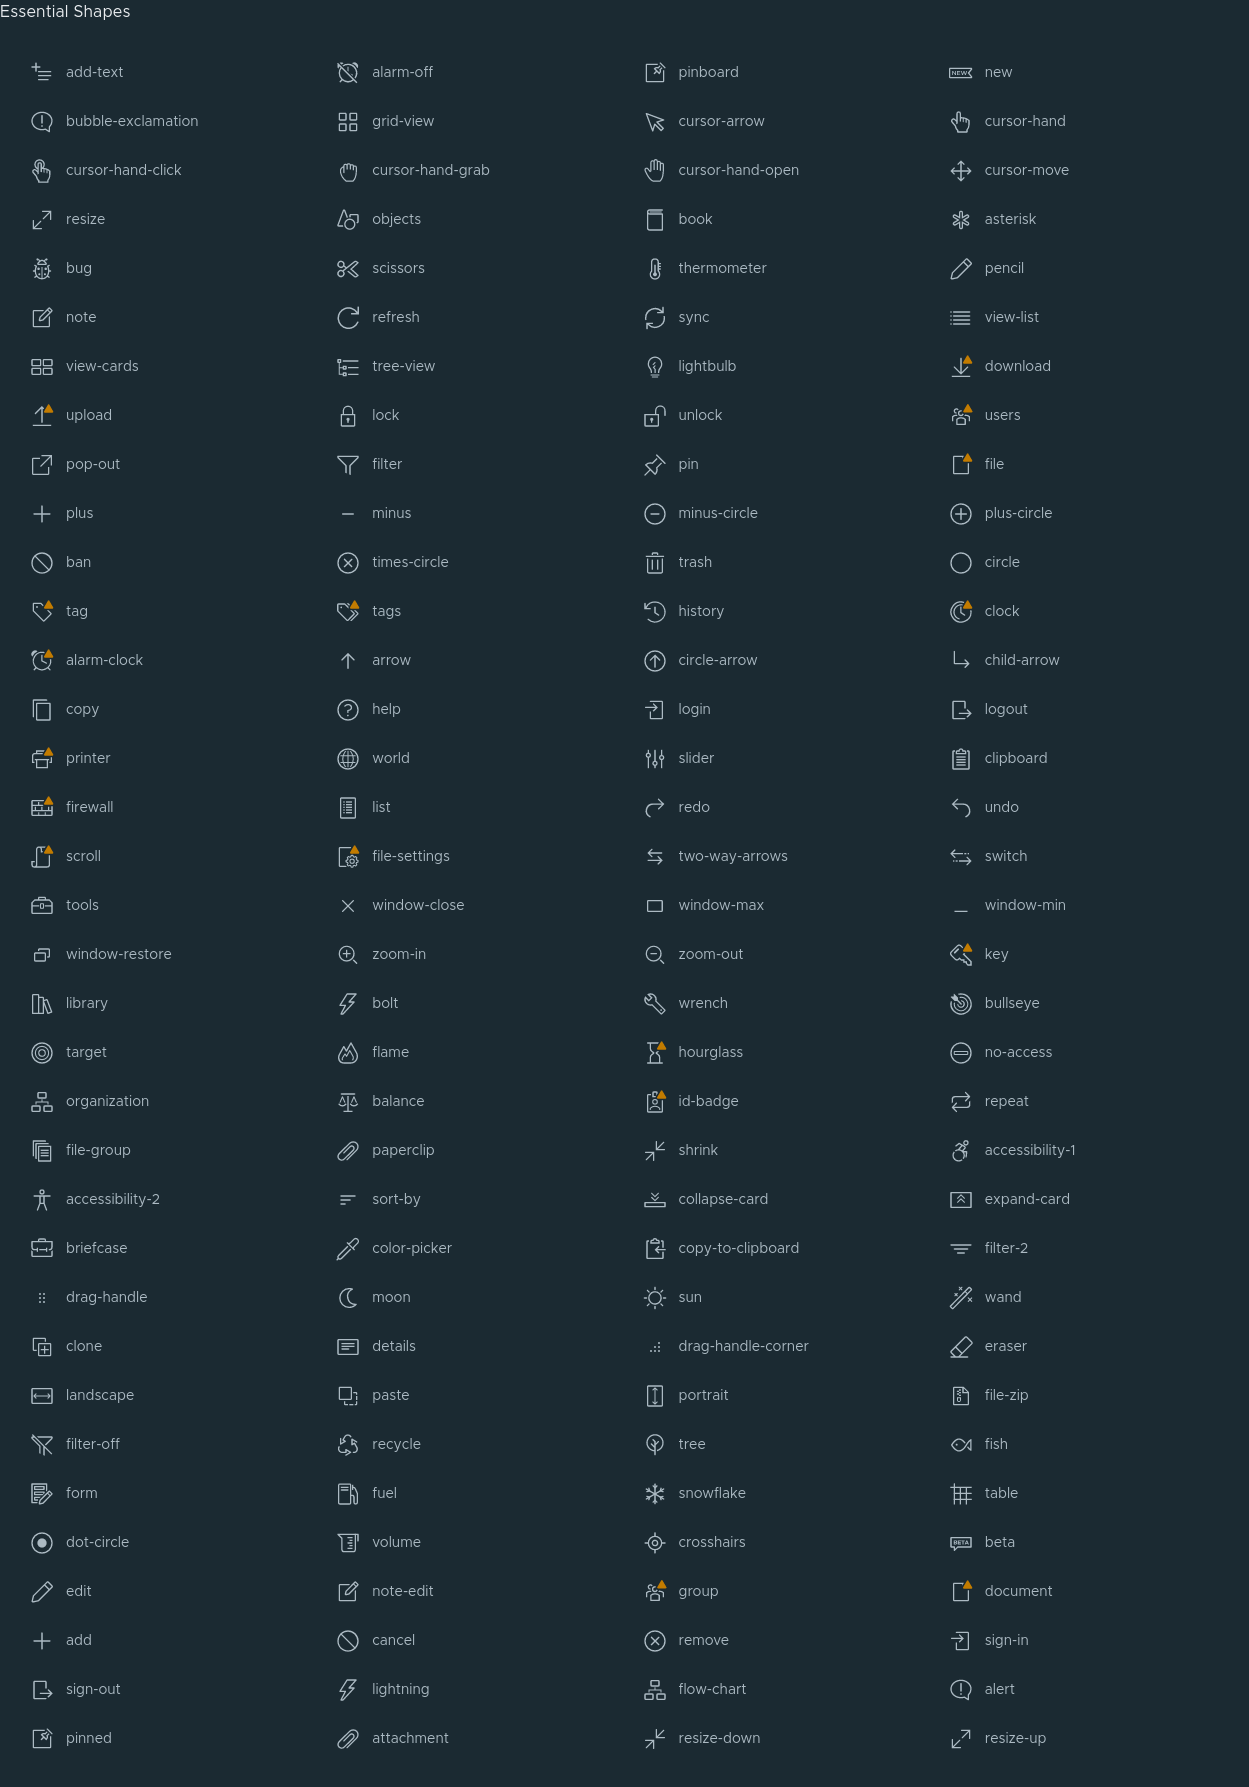 Essential Shapes
add-text alarm-off pinboard NEW new
bubble-exclamation grid-view cursor-arrow cursor-hand
cursor-hand-click cursor-hand-grab cursor-hand-open cursor-move
resize objects book asterisk
bug scissors thermometer pencil
note refresh sync view-list
view-cards tree-view lightbulb download
upload lock unlock users
pop-out filter pin file
plus minus minus-circle plus-circle
ban times-circle trash circle
tag tags history clock
alarm-clock arrow circle-arrow child-arrow
copy help login logout
printer world slider clipboard
firewall list redo undo
scroll file-settings two-way-arrows switch
tools window-close window-max window-min
window-restore zoom-in zoom-out key
library bolt wrench bullseye
target flame hourglass no-access
organization balance id-badge repeat
file-group paperclip shrink accessibility-1
accessibility-2 sort-by collapse-card expand-card
briefcase color-picker copy-to-clipboard filter-2
drag-handle moon sun wand
clone details drag-handle-corner eraser
landscape paste portrait file-zip
filter-off recycle tree fish
form fuel snowflake table
dot-circle volume crosshairs BETA beta
edit note-edit group document
add cancel remove sign-in
sign-out lightning flow-chart alert
pinned attachment resize-down resize-up